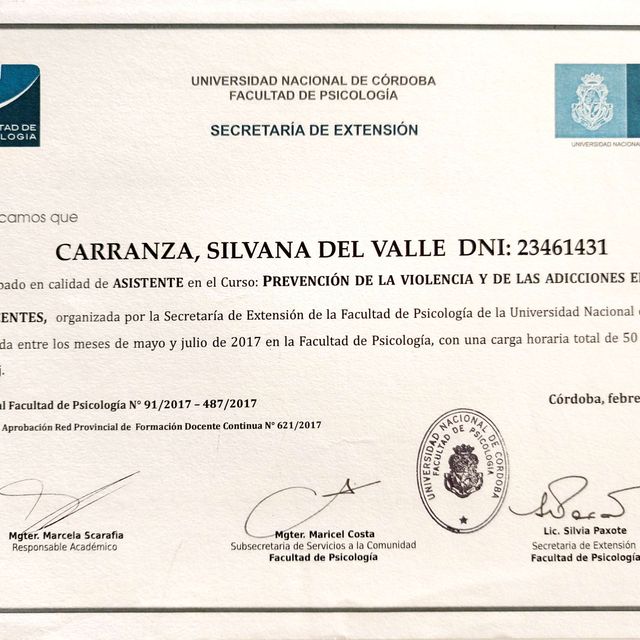 UNIVERSIDAD NACIONAL DE CÓRDOBA
FACULTAD DE PSICOLOGÍA
SECRETARÍA DE EXTENSIÓN
TAD DE
LOGIA
UNIVERSIDAD NACIONA
camos que
CARRANZA, SILVANA DEL VALLE DNI: 23461431
pado en calidad de ASISTENTE en el Curso: PREVENCIÓN DE LA VIOLENCIA Y DE LAS ADICCIONES E
ENTES, organizada por la Secretaría de Extensión de la Facultad de Psicología de la Universidad Nacional
da entre los meses de mayo y julio de 2017 en la Facultad de Psicología, con una carga horaria total de 50
j.
l Facultad de Psicología N° 91/2017 – 487/2017
Córdoba, febre
Aprobación Red Provincial de Formación Docente Continua N° 621/2017
UNIVERSIDAD NACIONAL DE CORDOBA
FACULTAD DE PSICOLOGÍA
Mgter. Marcela Scarafia
Responsable Académico
Mgter. Maricel Costa
Subsecretaria de Servicios a la Comunidad
Facultad de Psicología
Lic. Silvia Paxote
Secretaria de Extensión
Facultad de Psicología